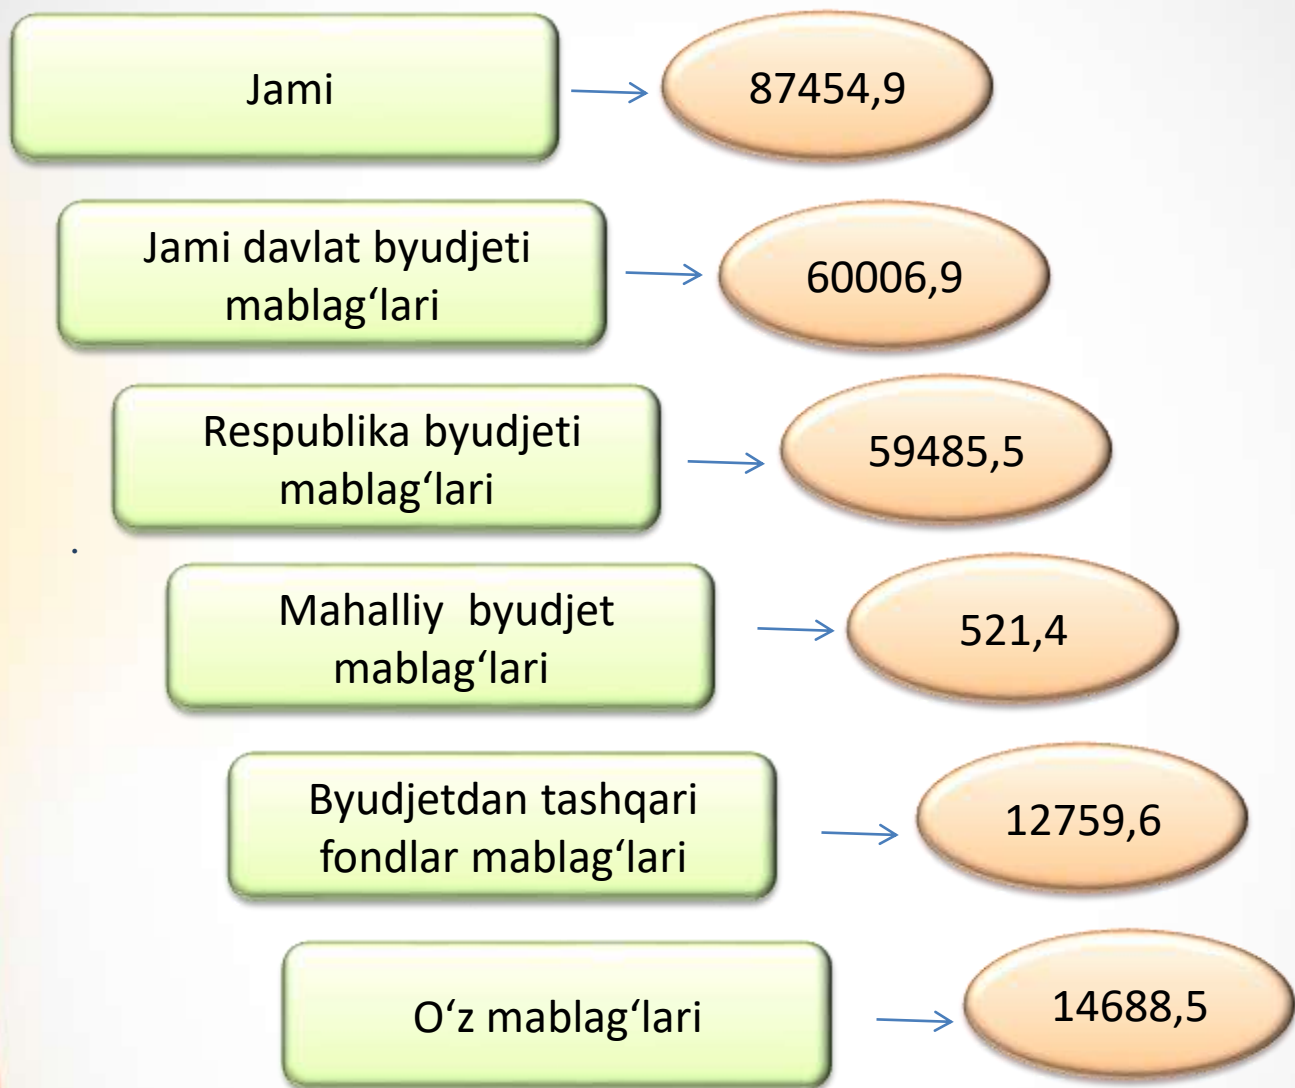 Jami
87454,9
Jami davlat byudjeti
mablag‘lari
60006,9
Respublika byudjeti
mablag‘lari
59485,5
Mahalliy byudjet
mablag‘lari
521,4
Byudjetdan tashqari
fondlar mablag‘lari
12759,6
O‘z mablag‘lari
14688,5